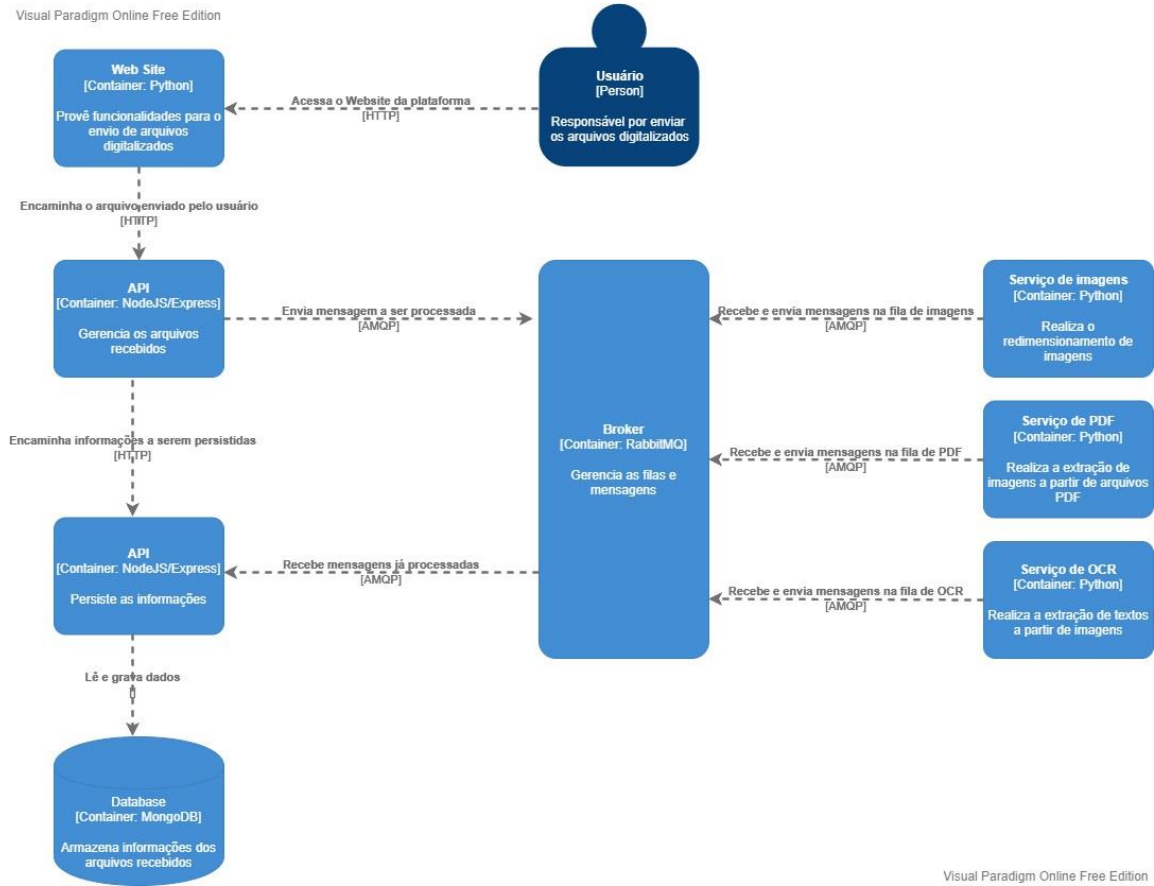 Visual Paradigm Online Free Edition
Web Site
[Container: Python]
Provê funcionalidades para o
envio de arquivos
digitalizados
Acessa o Website da plataforma
[HTTP]
Usuário
[Person]
Responsável por enviar
os arquivos digitalizados
Encaminha o arquivo enviado pelo usuário
[HTTP]
API
[Container: NodeJS/Express]
Gerencia os arquivos
recebidos
Envia mensagem a ser processada
[AMQP]
Broker
[Container: RabbitMQ]
Gerencia as filas e
mensagens
Recebe e envia mensagens na fila de imagens
[AMQP]
Serviço de imagens
[Container: Python]
Realiza o
redimensionamento de
imagens
Recebe e envia mensagens na fila de PDF
[AMQP]
Serviço de PDF
[Container: Python]
Realiza a extração de
imagens a partir de arquivos
PDF
Encaminha informações a serem persistidas
[HTTP]
API
[Container: NodeJS/Express]
Persiste as informações
Recebe mensagens já processadas
[AMQP]
Recebe e envia mensagens na fila de OCR
[AMQP]
Serviço de OCR
[Container: Python]
Realiza a extração de textos
a partir de imagens
Lê e grava dados
[]
Database
[Container: MongoDB]
Armazena informações dos
arquivos recebidos
Visual Paradigm Online Free Edition